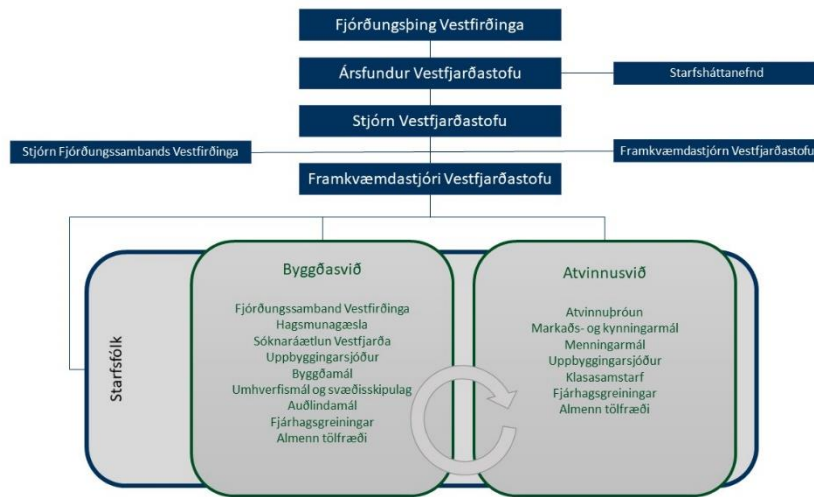 Fjórðungsþing Vestfirðinga
Ársfundur Vestfjarðastofu
Starfsháttanefnd
Stjórn Vestfjarðastofu
Stjórn Fjórðungssambands Vestfirðinga
Framkvæmdastjórn Vestfjarðastofu
Framkvæmdastjóri Vestfjarðastofu
Starfsfólk
Byggðasvið
Fjórðungssamband Vestfirðinga
Hagsmunagæsla
Sóknaráætlun Vestfjarða
Uppbyggingarsjóður
Byggðamál
Umhverfismál og svæðisskipulag
Auðlindamál
Fjárhagsgreiningar
Almenn tölfræði
Atvinnusvið
Atvinnuþróun
Markaðs- og kynningarmál
Menningarmál
Uppbyggingarsjóður
Klasasamstarf
Fjárhagsgreiningar
Almenn tölfræði